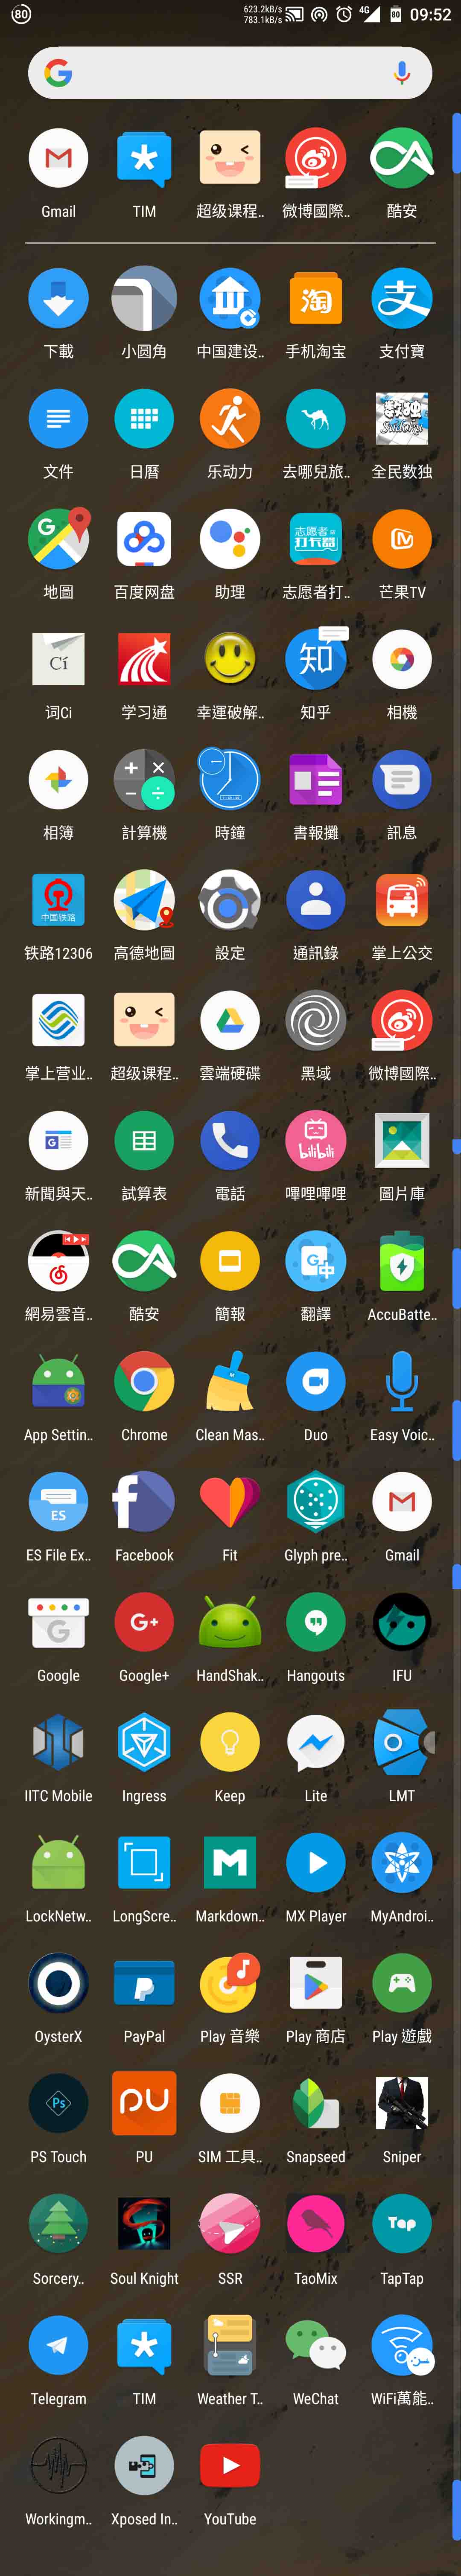 80
623.2kB/s
783.1kB/s
4G
80
09:52
Gmail TIM 超级课程.. 微博國際.. 酷安
下載 小圆角 中国建设.. 手机淘宝 支付寶
文件 日曆 乐动力 去哪兒旅.. 全民数独
地圖 百度网盘 助理 志愿者打.. 芒果TV
词Ci 学习通 幸運破解.. 知乎 相機
相簿 計算機 時鐘 書報攤 訊息
铁路12306 高德地圖 設定 通訊錄 掌上公交
掌上营业.. 超级课程.. 雲端硬碟 黑域 微博國際..
新聞與天.. 試算表 電話 嗶哩嗶哩 圖片庫
網易雲音.. 酷安 簡報 翻譯 AccuBatte..
App Settin.. Chrome Clean Mas.. Duo Easy Voic..
ES File Ex.. Facebook Fit Glyph pre.. Gmail
Google Google+ HandShak.. Hangouts IFU
IITC Mobile Ingress Keep Lite LMT
LockNetw.. LongScre.. Markdown.. MX Player MyAndroi..
OysterX PayPal Play 音樂 Play 商店 Play 遊戲
PS Touch PU SIM 工具.. Snapseed Sniper
Sorcery.. Soul Knight SSR TaoMix TapTap
Telegram TIM Weather T.. WeChat WiFi萬能..
Workingm.. Xposed In.. YouTube